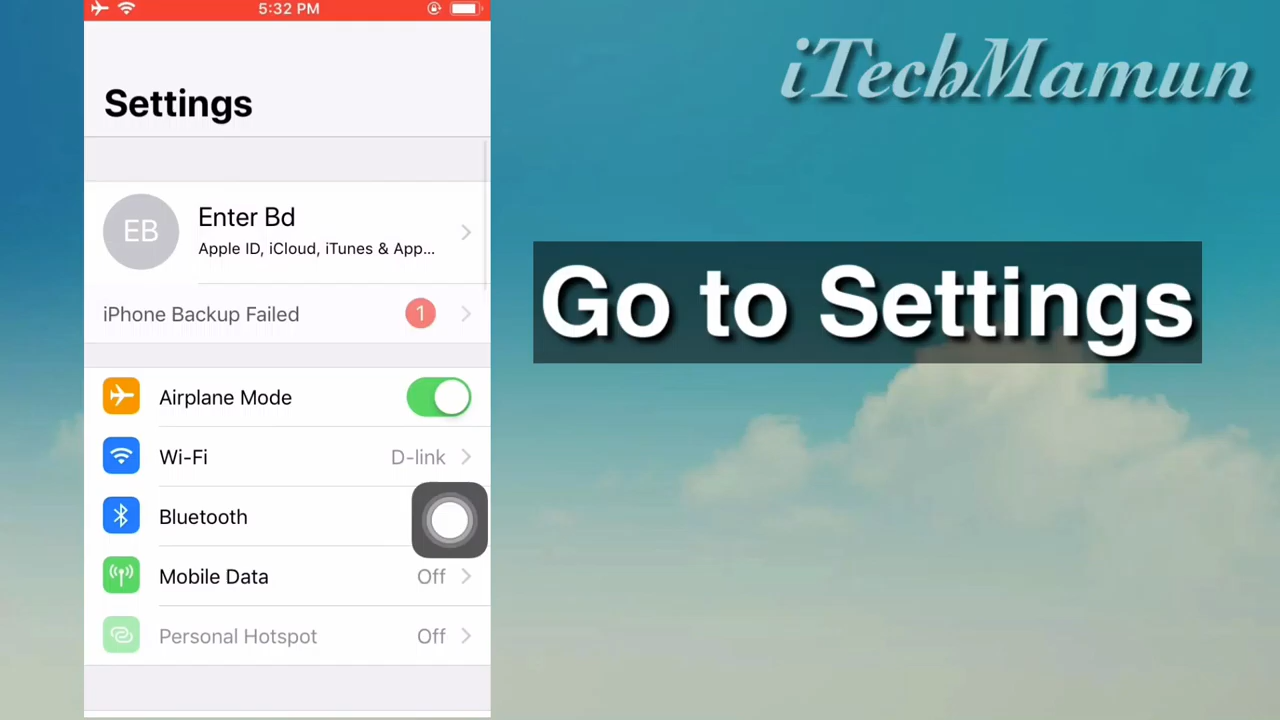 5:32 PM
iTechMamun
Settings
EB
Enter Bd
Apple ID, iCloud, iTunes & App...
iPhone Backup Failed 1
Go to Settings
Airplane Mode
Wi-Fi D-link
Bluetooth
Mobile Data Off
Personal Hotspot Off